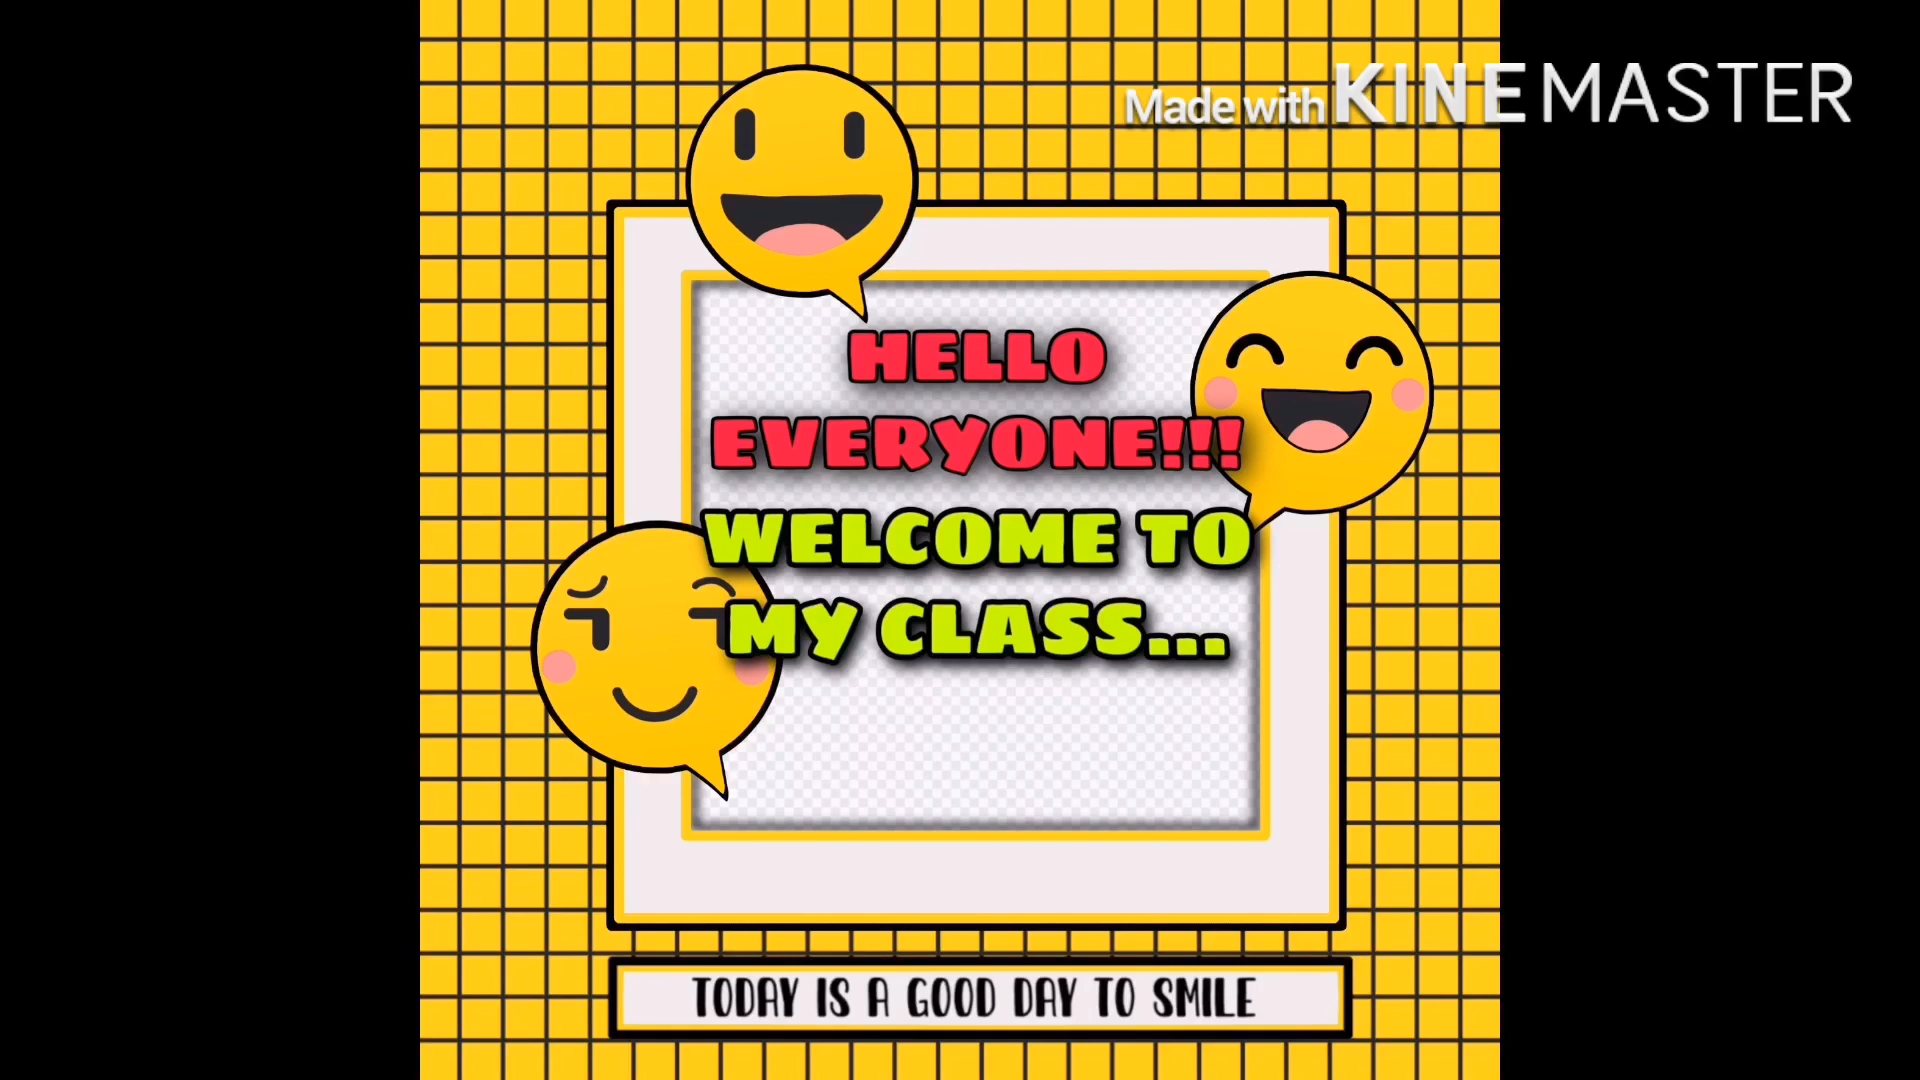 Made with KINEMASTER
HELLO
EVERYONE!!!
WELCOME TO
MY CLASS...
TODAY IS A GOOD DAY TO SMILE